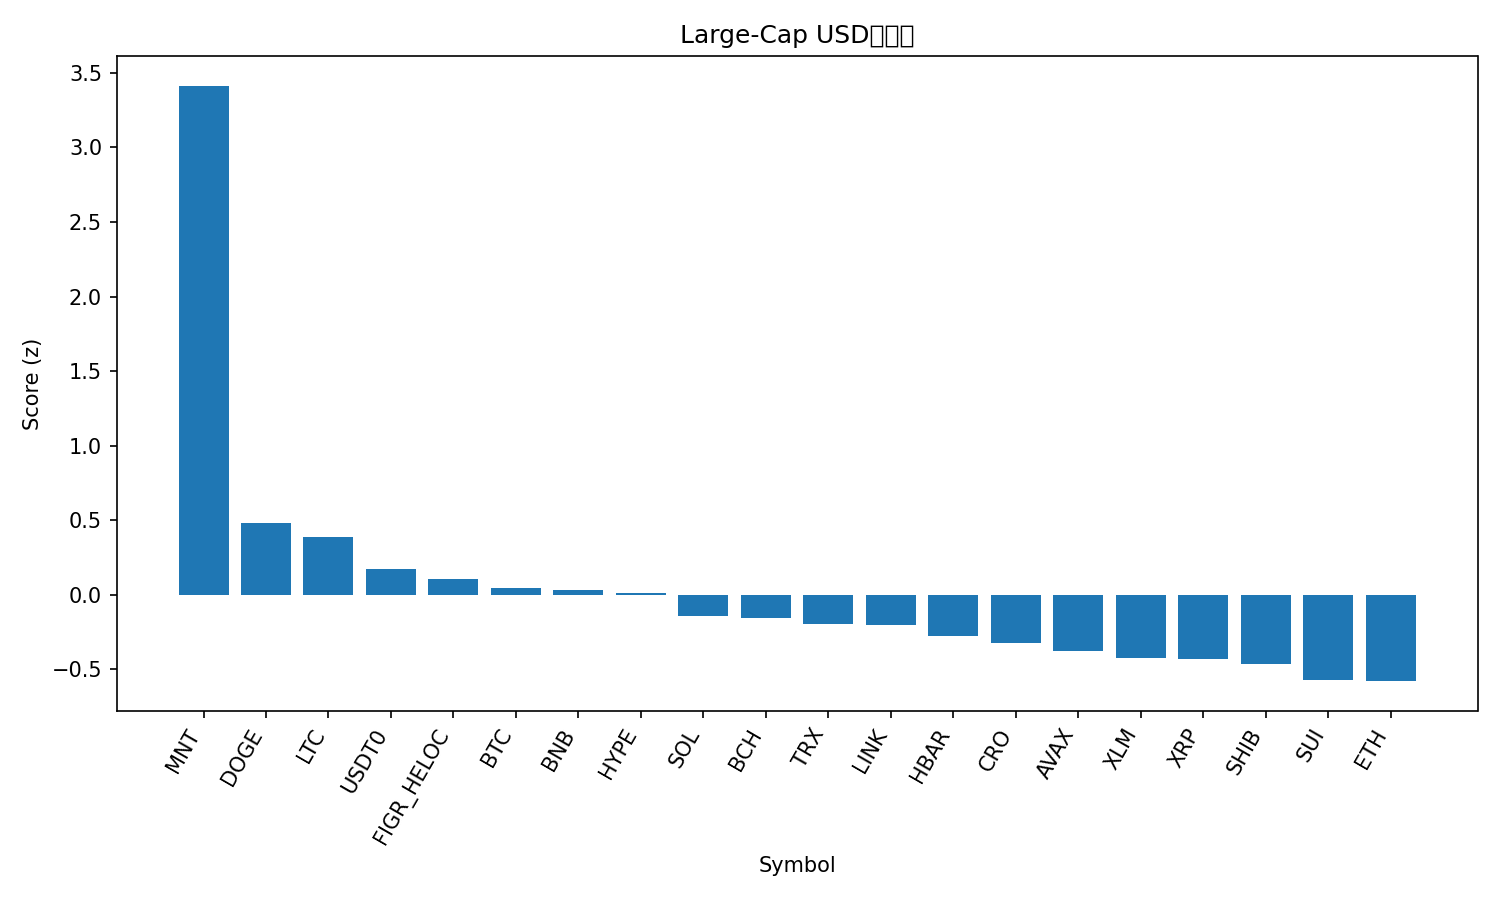 Large-Cap USD
3.5
3.0
2.5
2.0
1.5
1.0
0.5
0.0
−0.5
Score (z)
MNT
DOGE
LTC
USDT0
FIGR_HELOC
BTC
BNB
HYPE
SOL
BCH
TRX
LINK
HBAR
CRO
AVAX
XLM
XRP
SHIB
SUI
ETH
Symbol